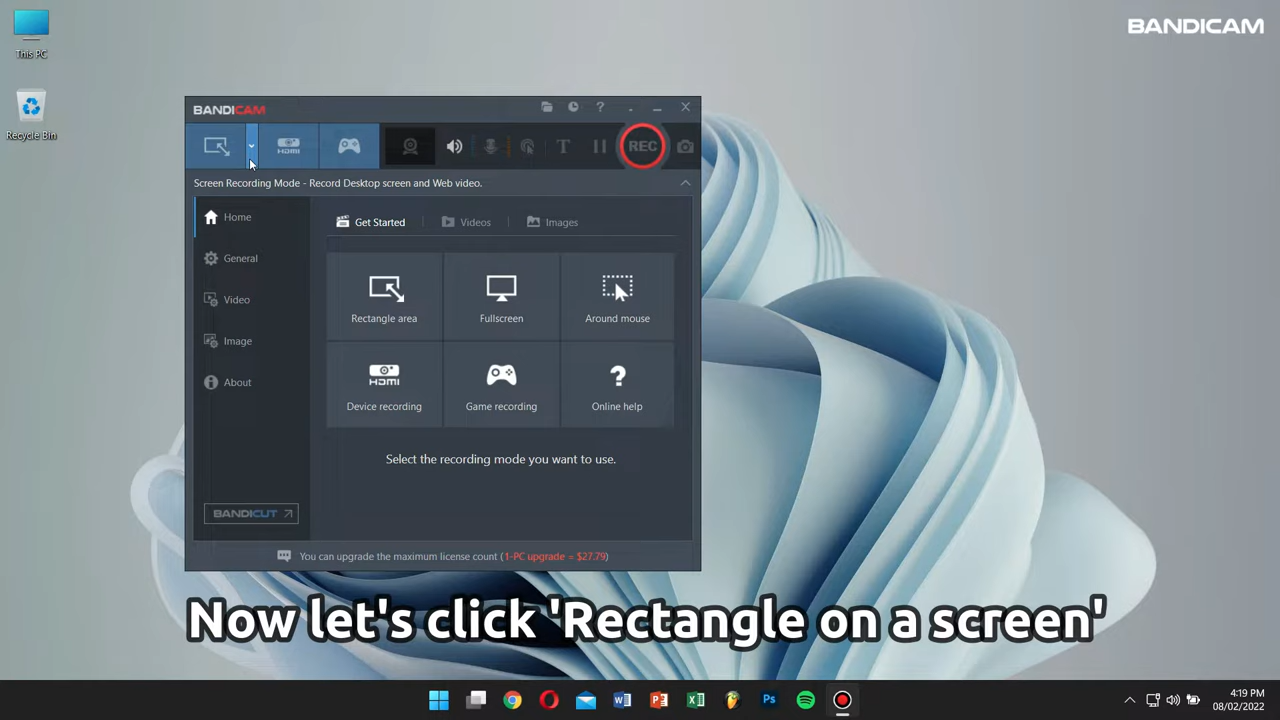 BANDICAM
This PC
Recycle Bin
BANDICAM
HDMI
T
REC
Screen Recording Mode - Record Desktop screen and Web video.
Home
General
Video
Image
About
Get Started
Videos
Images
Rectangle area
Fullscreen
Around mouse
HDMI
Device recording
Game recording
?
Online help
Select the recording mode you want to use.
BANDICUT
You can upgrade the maximum license count (1-PC upgrade = $27.79)
Now let's click 'Rectangle on a screen'
4:19 PM
08/02/2022